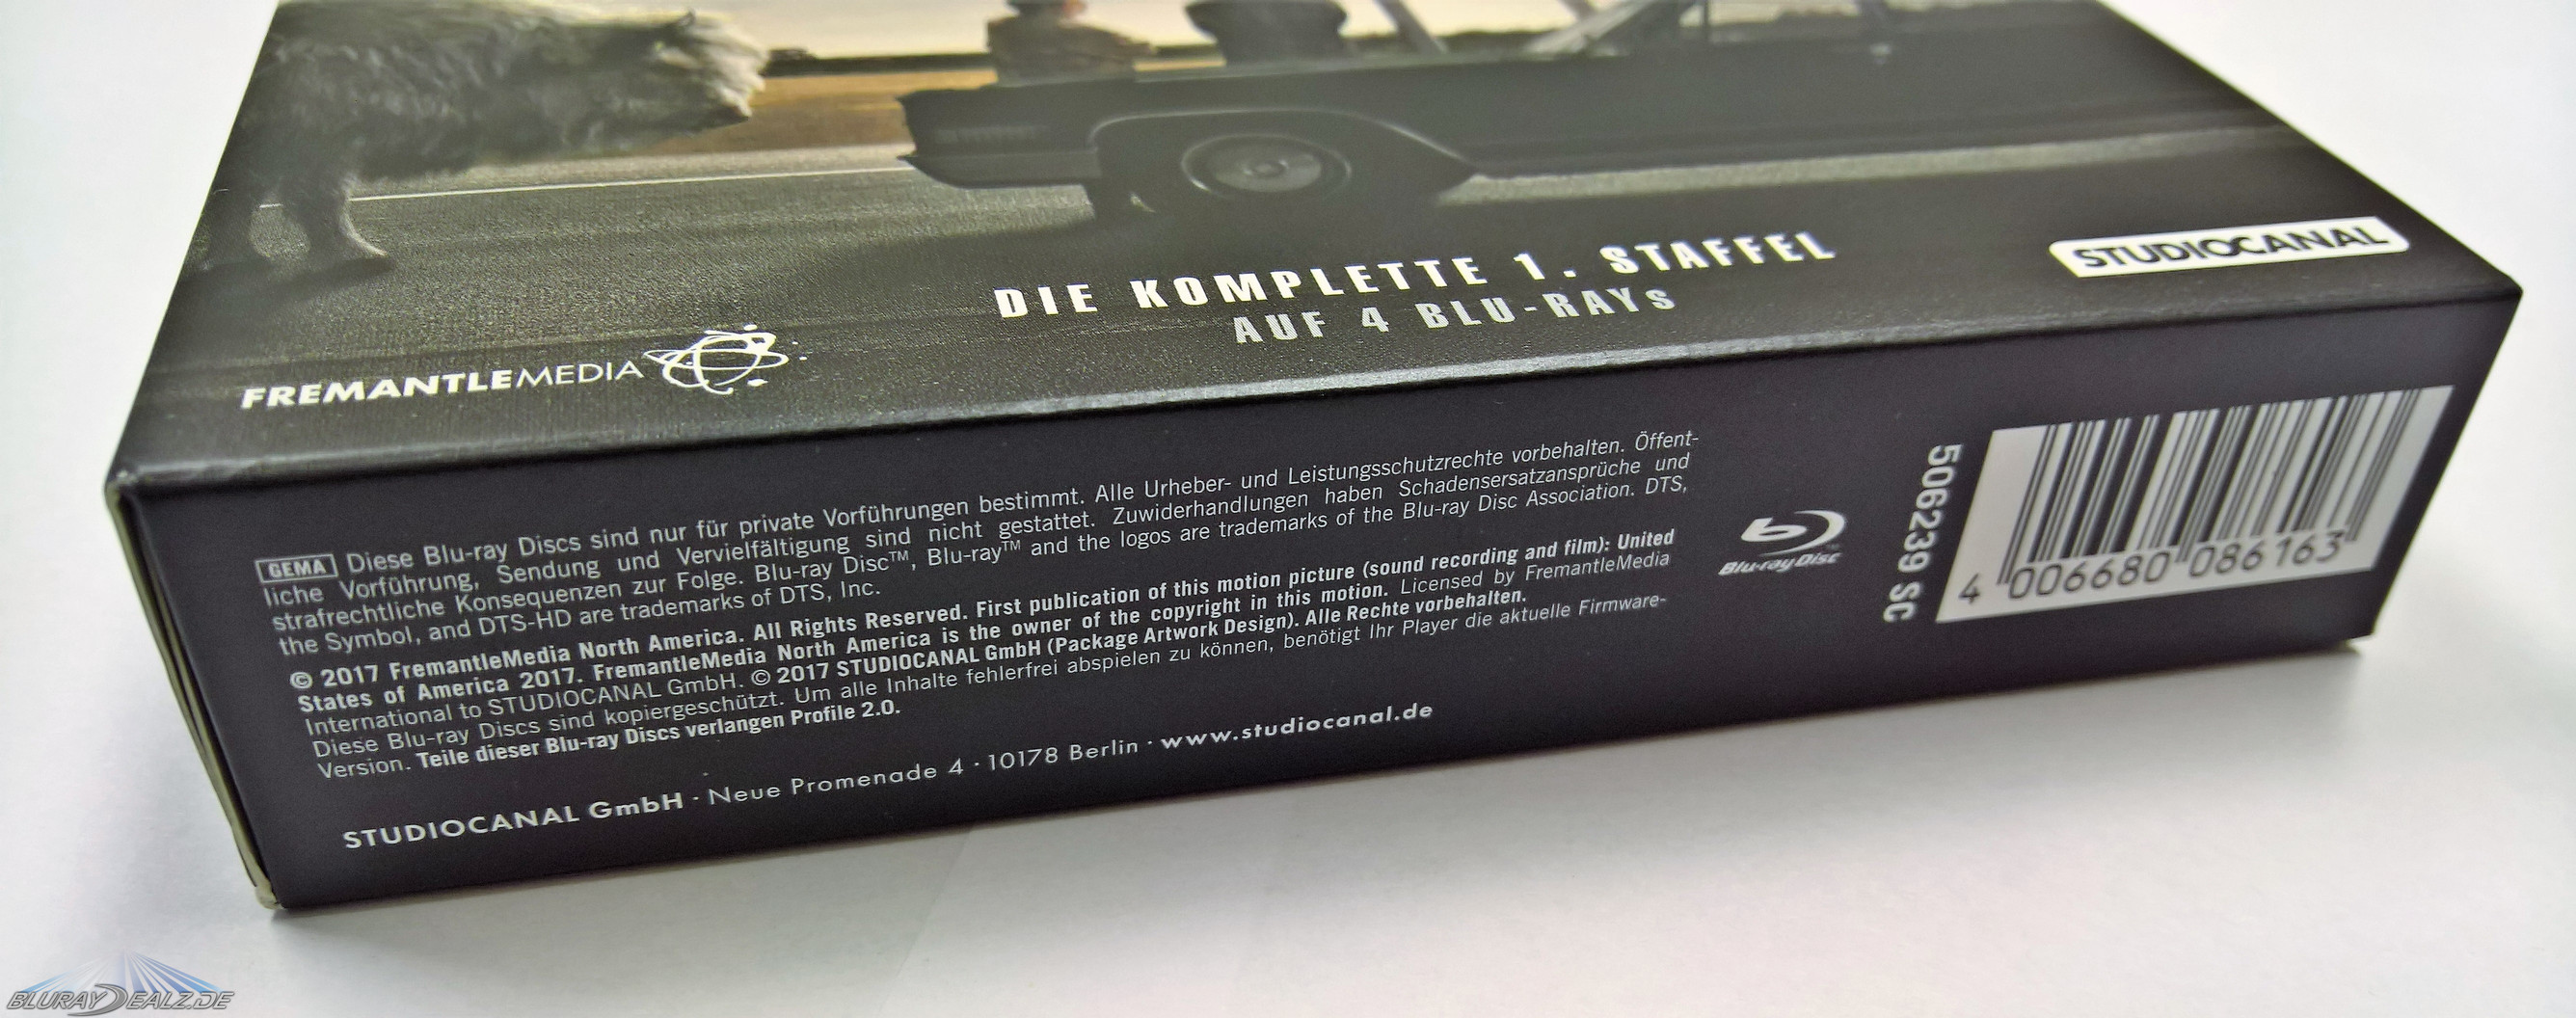 DIE KOMPLETTE 1. STAFFEL
AUF 4 BLU-RAYs
STUDIOCANAL
FREMANTLEMEDIA
GEMA Diese Blu-ray Discs sind nur für private Vorführungen bestimmt. Alle Urheber- und Leistungsschutzrechte vorbehalten. Öffent-
liche Vorführung, Sendung und Vervielfältigung sind nicht gestattet. Zuwiderhandlungen haben Schadensersatzansprüche und
strafrechtliche Konsequenzen zur Folge. Blu-ray Disc™, Blu-ray™ and the logos are trademarks of the Blu-ray Disc Association. DTS,
the Symbol, and DTS-HD are trademarks of DTS, Inc.
© 2017 FremantleMedia North America. All Rights Reserved. First publication of this motion picture (sound recording and film): United
States of America 2017. FremantleMedia North America is the owner of the copyright in this motion. Licensed by FremantleMedia
International to STUDIOCANAL GmbH. © 2017 STUDIOCANAL GmbH (Package Artwork Design). Alle Rechte vorbehalten.
Diese Blu-ray Discs sind kopiergeschützt. Um alle Inhalte fehlerfrei abspielen zu können, benötigt Ihr Player die aktuelle Firmware-
Version. Teile dieser Blu-ray Discs verlangen Profile 2.0.
STUDIOCANAL GmbH · Neue Promenade 4 · 10178 Berlin · www.studiocanal.de
Blu-ray Disc
506239 SC
4 006680 086163
BLURAYDEALZ.DE